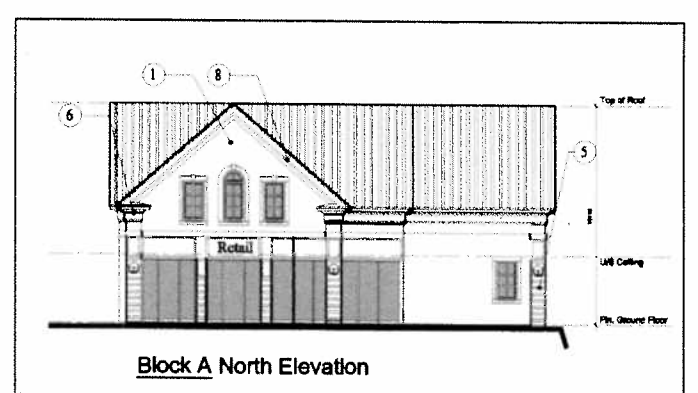 1
8
6
Top of Roof
5
Retail
U/S Ceiling
Fin. Ground Floor
Block A North Elevation